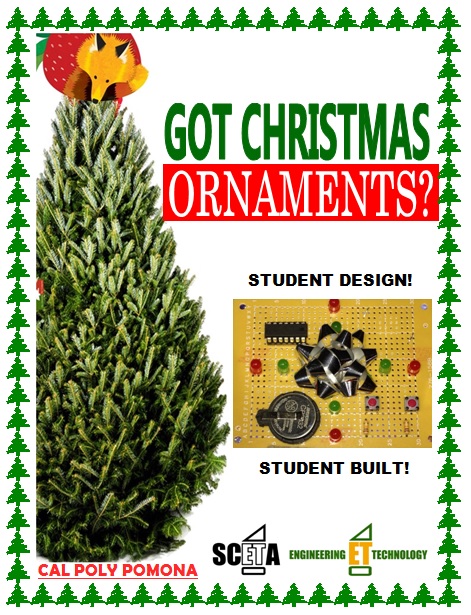 GOT CHRISTMAS
ORNAMENTS?
STUDENT DESIGN!
STUDENT BUILT!
CAL POLY POMONA
SCETA
ENGINEERING ET TECHNOLOGY